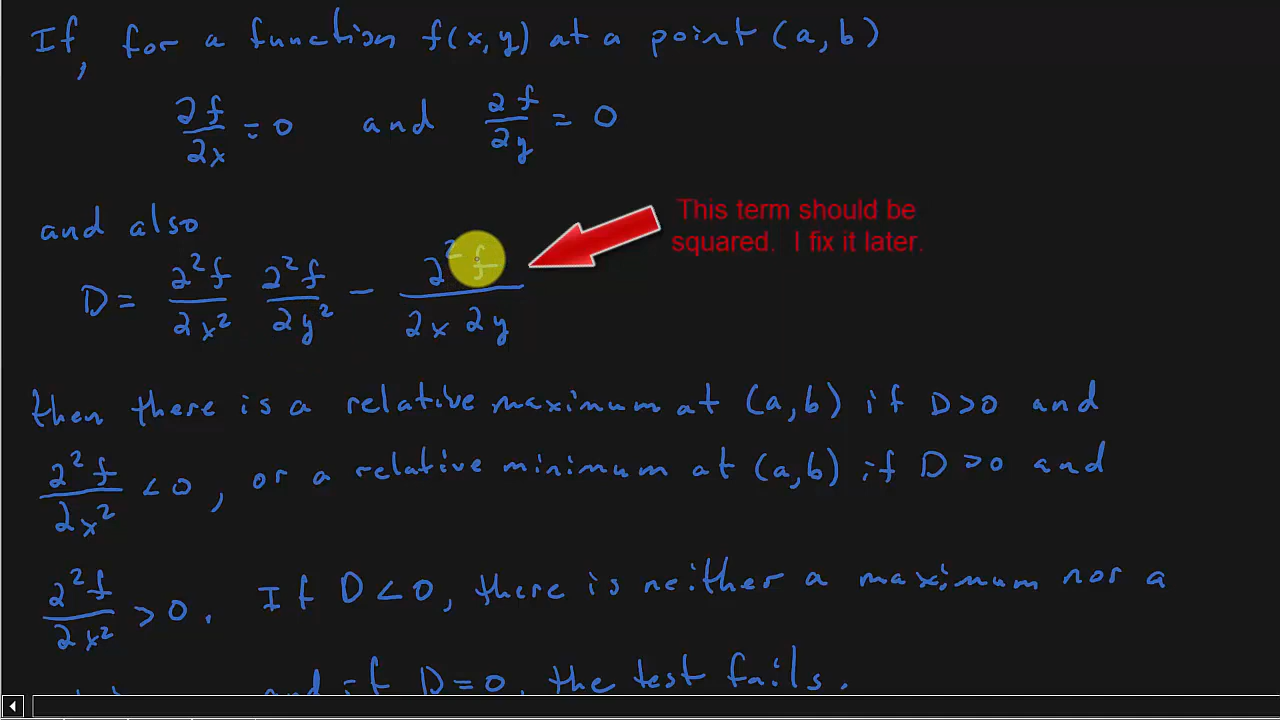 If, for a function f(x,y) at a point (a,b)
∂f/∂x = 0 and ∂f/∂y = 0
and also
This term should be
squared. I fix it later.
D = ∂²f/∂x² ∂²f/∂y² - ∂²f/∂x ∂y
then there is a relative maximum at (a,b) if D>0 and
∂²f/∂x² <0, or a relative minimum at (a,b) if D>0 and
∂²f/∂x² >0. If D<0, there is neither a maximum nor a
and if D=0, the test fails.